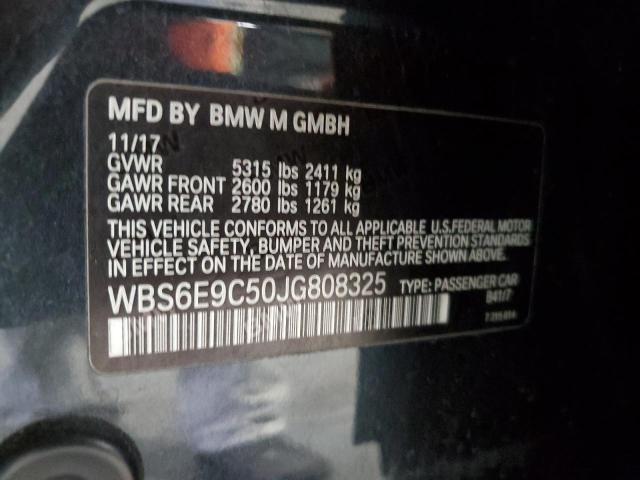 MFD BY BMW M GMBH
11/17
GVWR 5315 lbs 2411 kg
GAWR FRONT 2600 lbs 1179 kg
GAWR REAR 2780 lbs 1261 kg
THIS VEHICLE CONFORMS TO ALL APPLICABLE U.S.FEDERAL MOTOR
VEHICLE SAFETY, BUMPER AND THEFT PREVENTION STANDARDS
IN EFFECT ON THE DATE OF MANUFACTURE SHOWN ABOVE.
WBS6E9C50JG808325 TYPE: PASSENGER CAR
B41/7